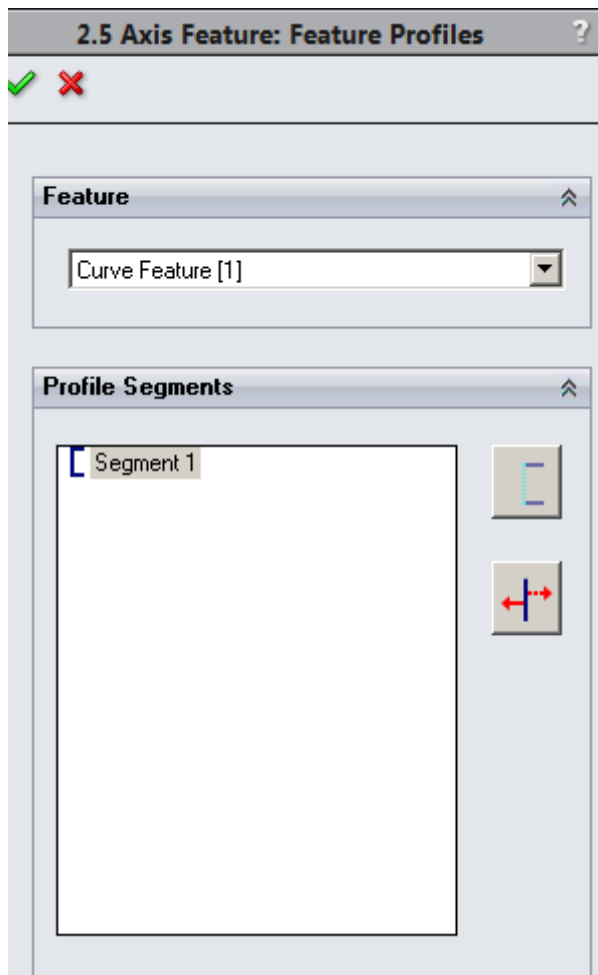 2.5 Axis Feature: Feature Profiles ?
Feature
Curve Feature [1]
Profile Segments
Segment 1